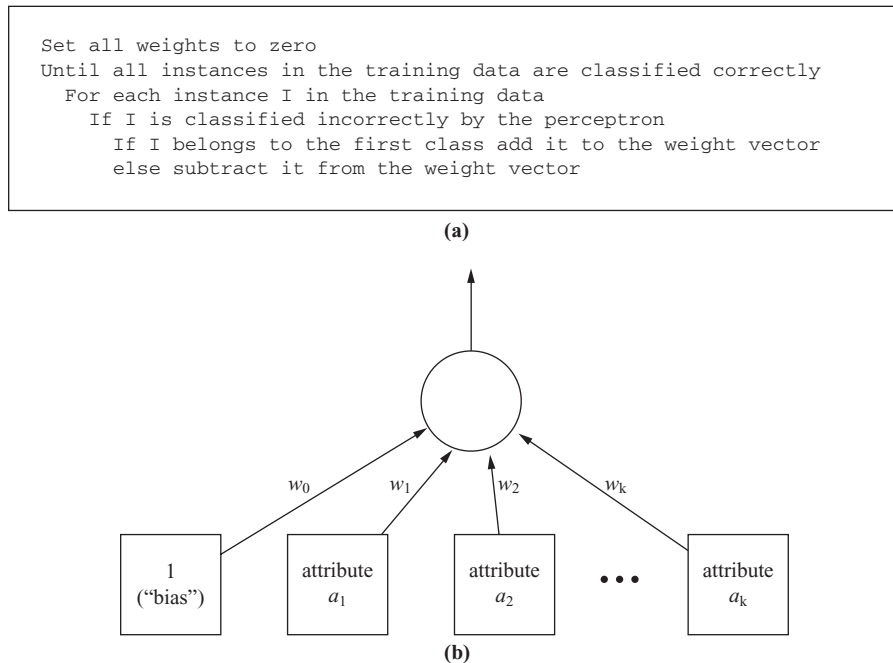 Set all weights to zero
Until all instances in the training data are classified correctly
For each instance I in the training data
If I is classified incorrectly by the perceptron
If I belongs to the first class add it to the weight vector
else subtract it from the weight vector
(a)
w0
w1
w2
wk
1
(“bias”)
attribute
a1
attribute
a2
attribute
ak
(b)